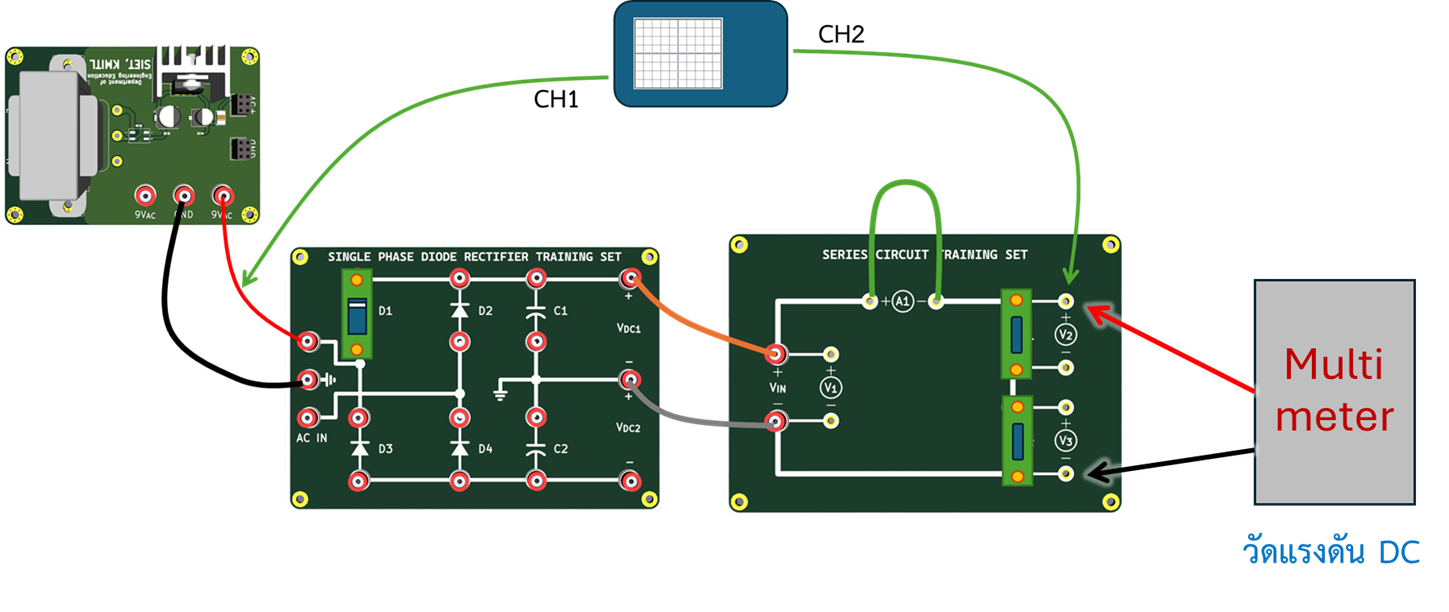 CH2
CH1
Department of
Engineering Education
SIET, KMITL
+5V
GND
9VAC
GND
9VAC
SINGLE PHASE DIODE RECTIFIER TRAINING SET
D1
D2
C1
+
VDC1
−
+
VDC2
−
AC IN
D3
D4
C2
SERIES CIRCUIT TRAINING SET
+ A1 −
+
VIN
−
+
V1
−
+
V2
−
+
V3
−
Multi
meter
วัดแรงดัน DC